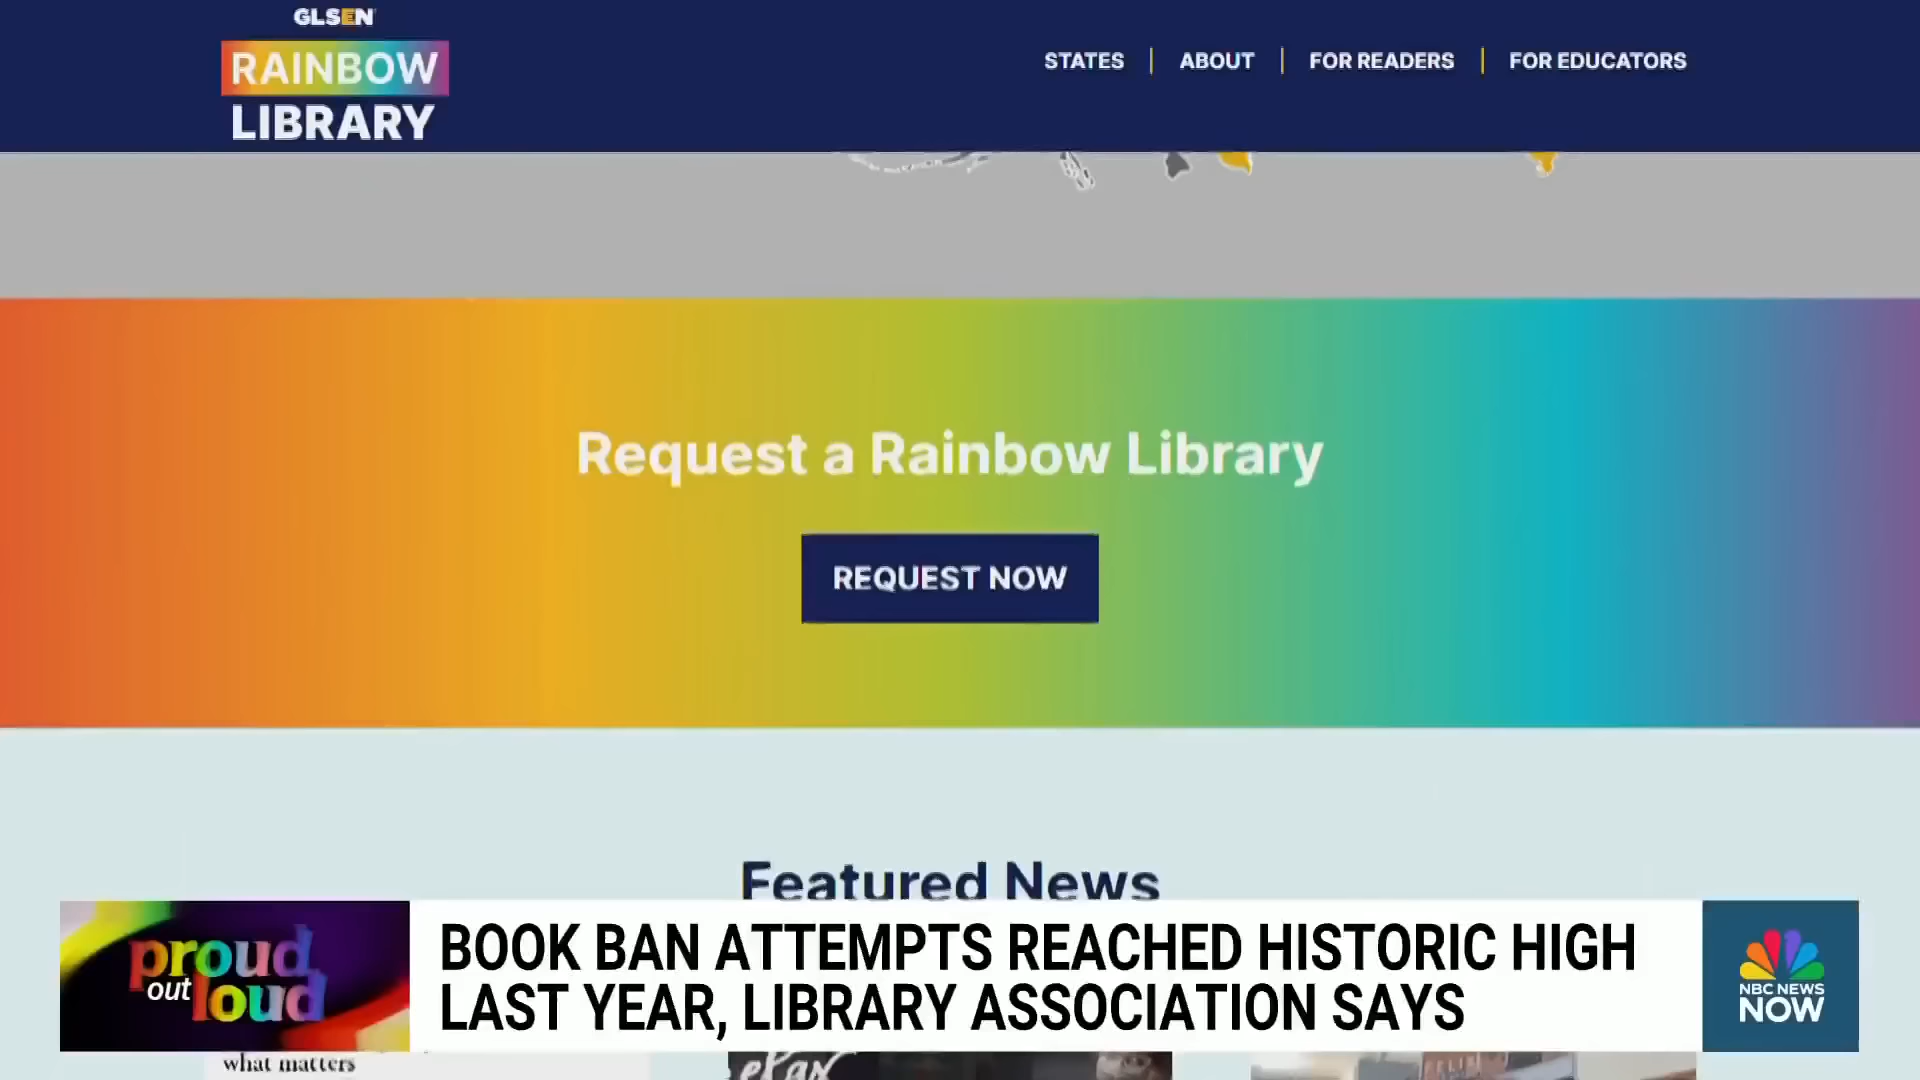 GLSEN
RAINBOW
LIBRARY
STATES
ABOUT
FOR READERS
FOR EDUCATORS
Request a Rainbow Library
REQUEST NOW
Featured News
proud
out loud
BOOK BAN ATTEMPTS REACHED HISTORIC HIGH
LAST YEAR, LIBRARY ASSOCIATION SAYS
NBC NEWS
NOW
what matters